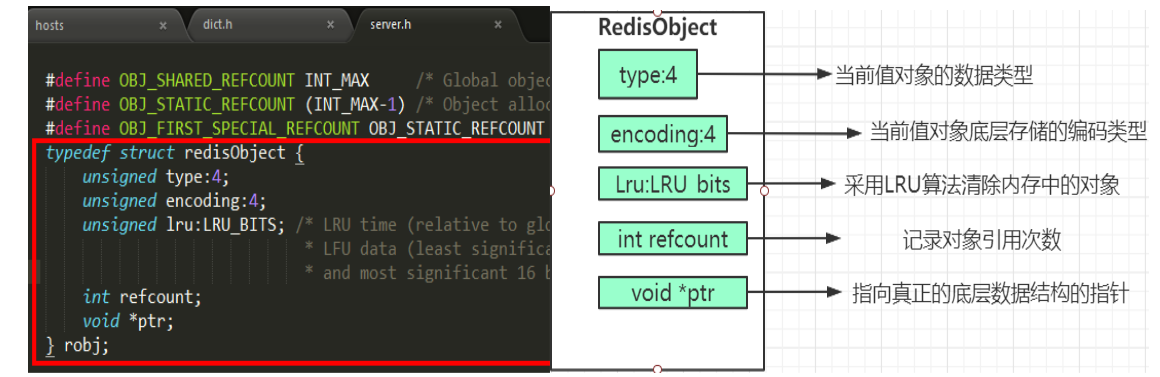 hosts × dict.h × server.h ×
#define OBJ_SHARED_REFCOUNT INT_MAX /* Global obje
#define OBJ_STATIC_REFCOUNT (INT_MAX-1) /* Object alloc
#define OBJ_FIRST_SPECIAL_REFCOUNT OBJ_STATIC_REFCOUNT
typedef struct redisObject {
unsigned type:4;
unsigned encoding:4;
unsigned lru:LRU_BITS; /* LRU time (relative to glo
* LFU data (least significa
* and most significant 16 b
int refcount;
void *ptr;
} robj;
RedisObject
type:4 当前值对象的数据类型
encoding:4 当前值对象底层存储的编码类型
Lru:LRU bits 采用LRU算法清除内存中的对象
int refcount 记录对象引用次数
void *ptr 指向真正的底层数据结构的指针